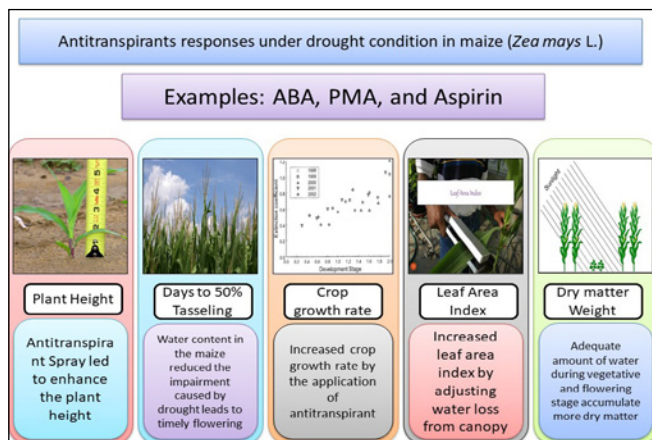 Antitranspirants responses under drought condition in maize (Zea mays L.)
Examples: ABA, PMA, and Aspirin
Plant Height
Antitranspira
nt Spray led
to enhance
the plant
height
Days to 50%
Tasseling
Water content in
the maize reduced the
impairment
caused by
drought leads to
timely flowering
Extinction coefficient
Development Stage
Crop
growth rate
Increased crop
growth rate by the
application of
antitranspirant
Leaf Area Index
Leaf Area
Index
Increased
leaf area
index by
adjusting
water loss
from canopy
Sunlight
Dry matter
Weight
Adequate
amount of water
during vegetative
and flowering
stage accumulate
more dry matter